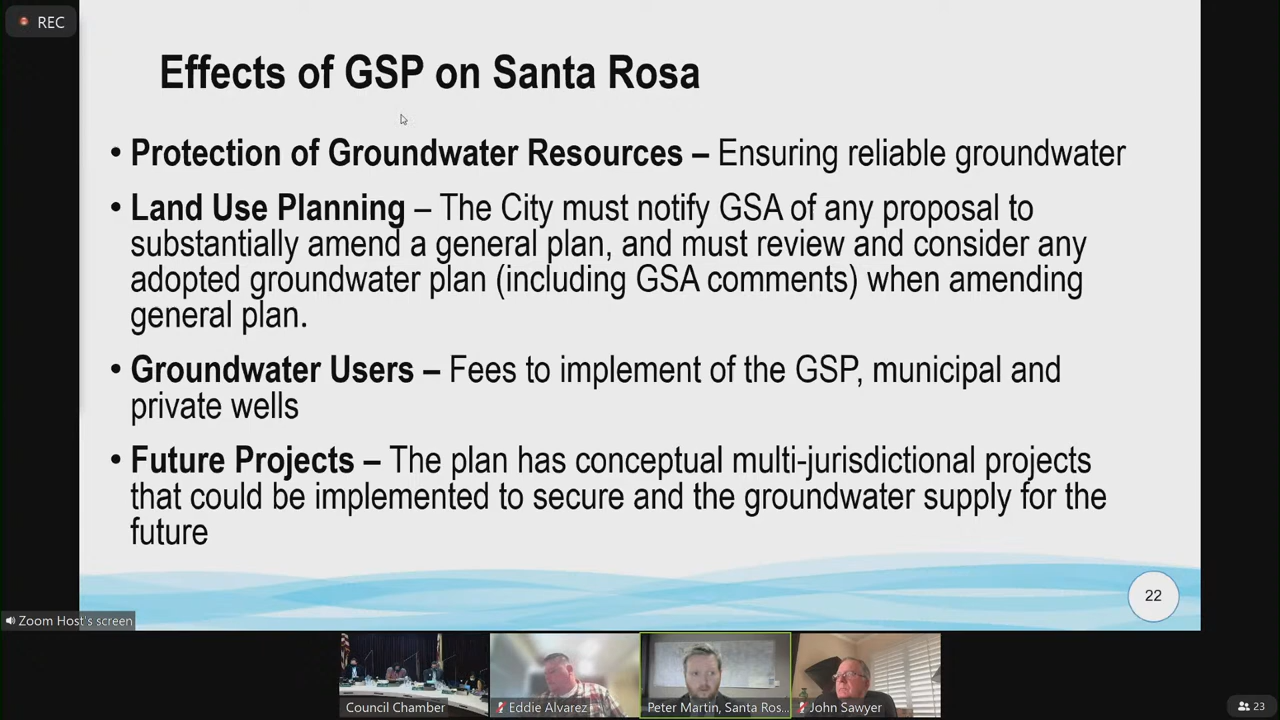 REC
Effects of GSP on Santa Rosa
• Protection of Groundwater Resources – Ensuring reliable groundwater
• Land Use Planning – The City must notify GSA of any proposal to
substantially amend a general plan, and must review and consider any
adopted groundwater plan (including GSA comments) when amending
general plan.
• Groundwater Users – Fees to implement of the GSP, municipal and
private wells
• Future Projects – The plan has conceptual multi-jurisdictional projects
that could be implemented to secure and the groundwater supply for the
future
22
Zoom Host's screen
Council Chamber
Eddie Alvarez
Peter Martin, Santa Ros...
John Sawyer
23